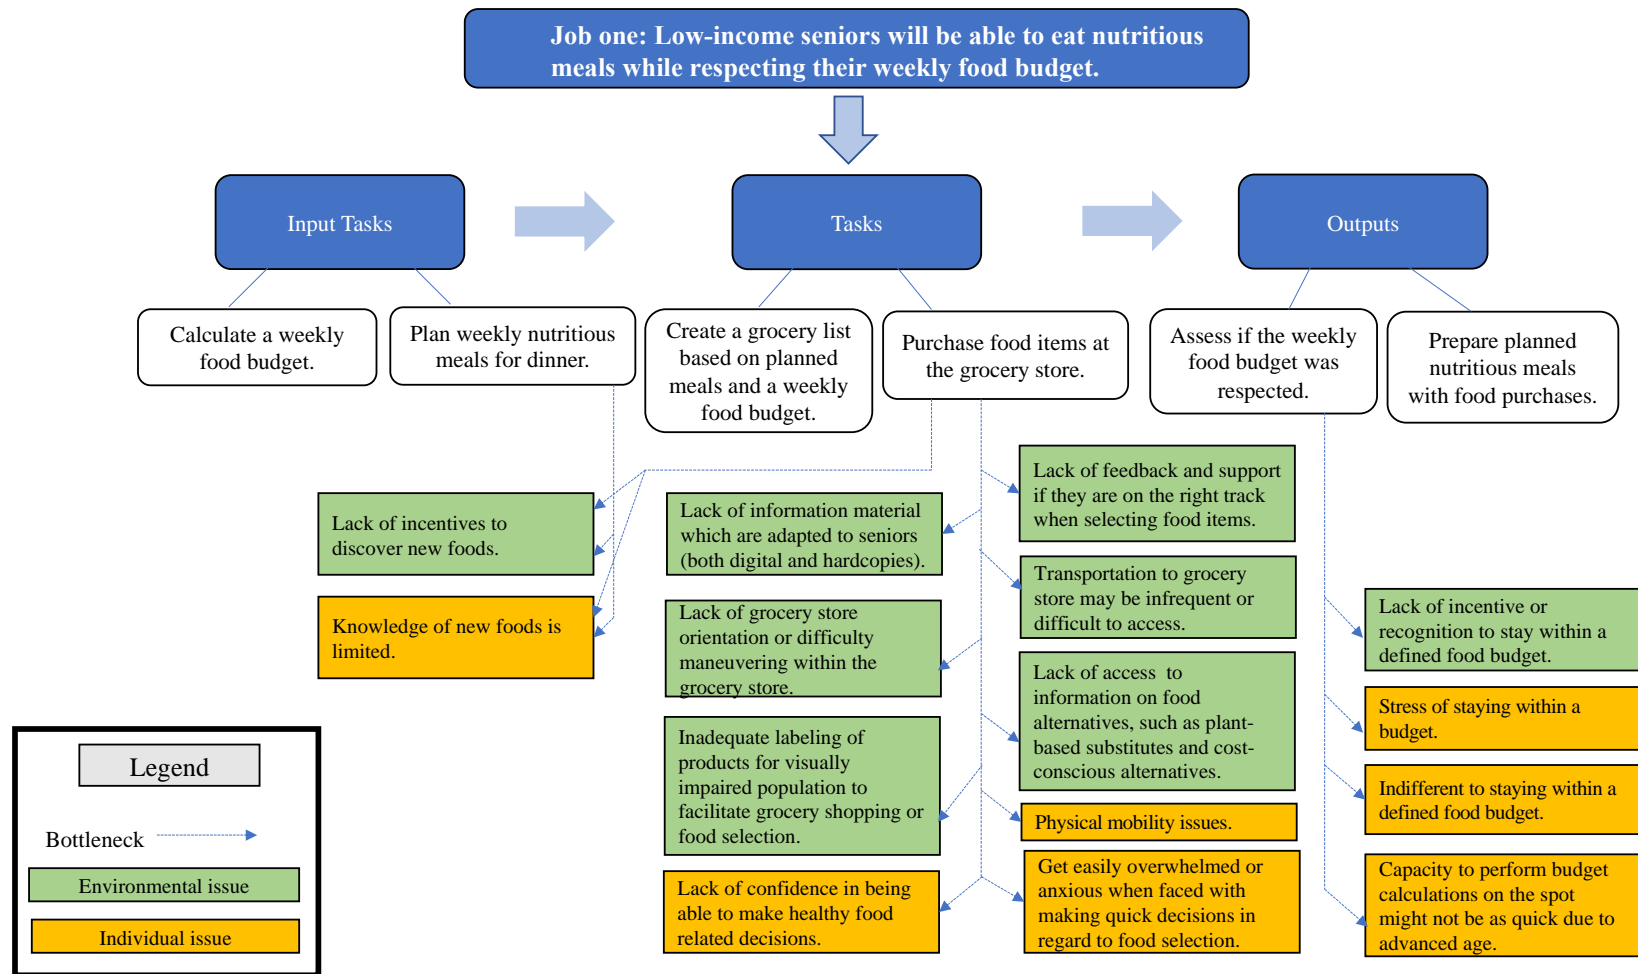 Job one: Low-income seniors will be able to eat nutritious
meals while respecting their weekly food budget.
Input Tasks
Tasks
Outputs
Calculate a weekly
food budget.
Plan weekly nutritious
meals for dinner.
Create a grocery list
based on planned
meals and a weekly
food budget.
Purchase food items at
the grocery store.
Assess if the weekly
food budget was
respected.
Prepare planned
nutritious meals
with food purchases.
Lack of incentives to
discover new foods.
Knowledge of new foods is
limited.
Lack of information material
which are adapted to seniors
(both digital and hardcopies).
Lack of grocery store
orientation or difficulty
maneuvering within the
grocery store.
Inadequate labeling of
products for visually
impaired population to
facilitate grocery shopping or
food selection.
Lack of confidence in being
able to make healthy food
related decisions.
Lack of feedback and support
if they are on the right track
when selecting food items.
Transportation to grocery
store may be infrequent or
difficult to access.
Lack of access to
information on food
alternatives, such as plant-
based substitutes and cost-
conscious alternatives.
Physical mobility issues.
Get easily overwhelmed or
anxious when faced with
making quick decisions in
regard to food selection.
Lack of incentive or
recognition to stay within a
defined food budget.
Stress of staying within a
budget.
Indifferent to staying within a
defined food budget.
Capacity to perform budget
calculations on the spot
might not be as quick due to
advanced age.
Legend
Bottleneck
Environmental issue
Individual issue